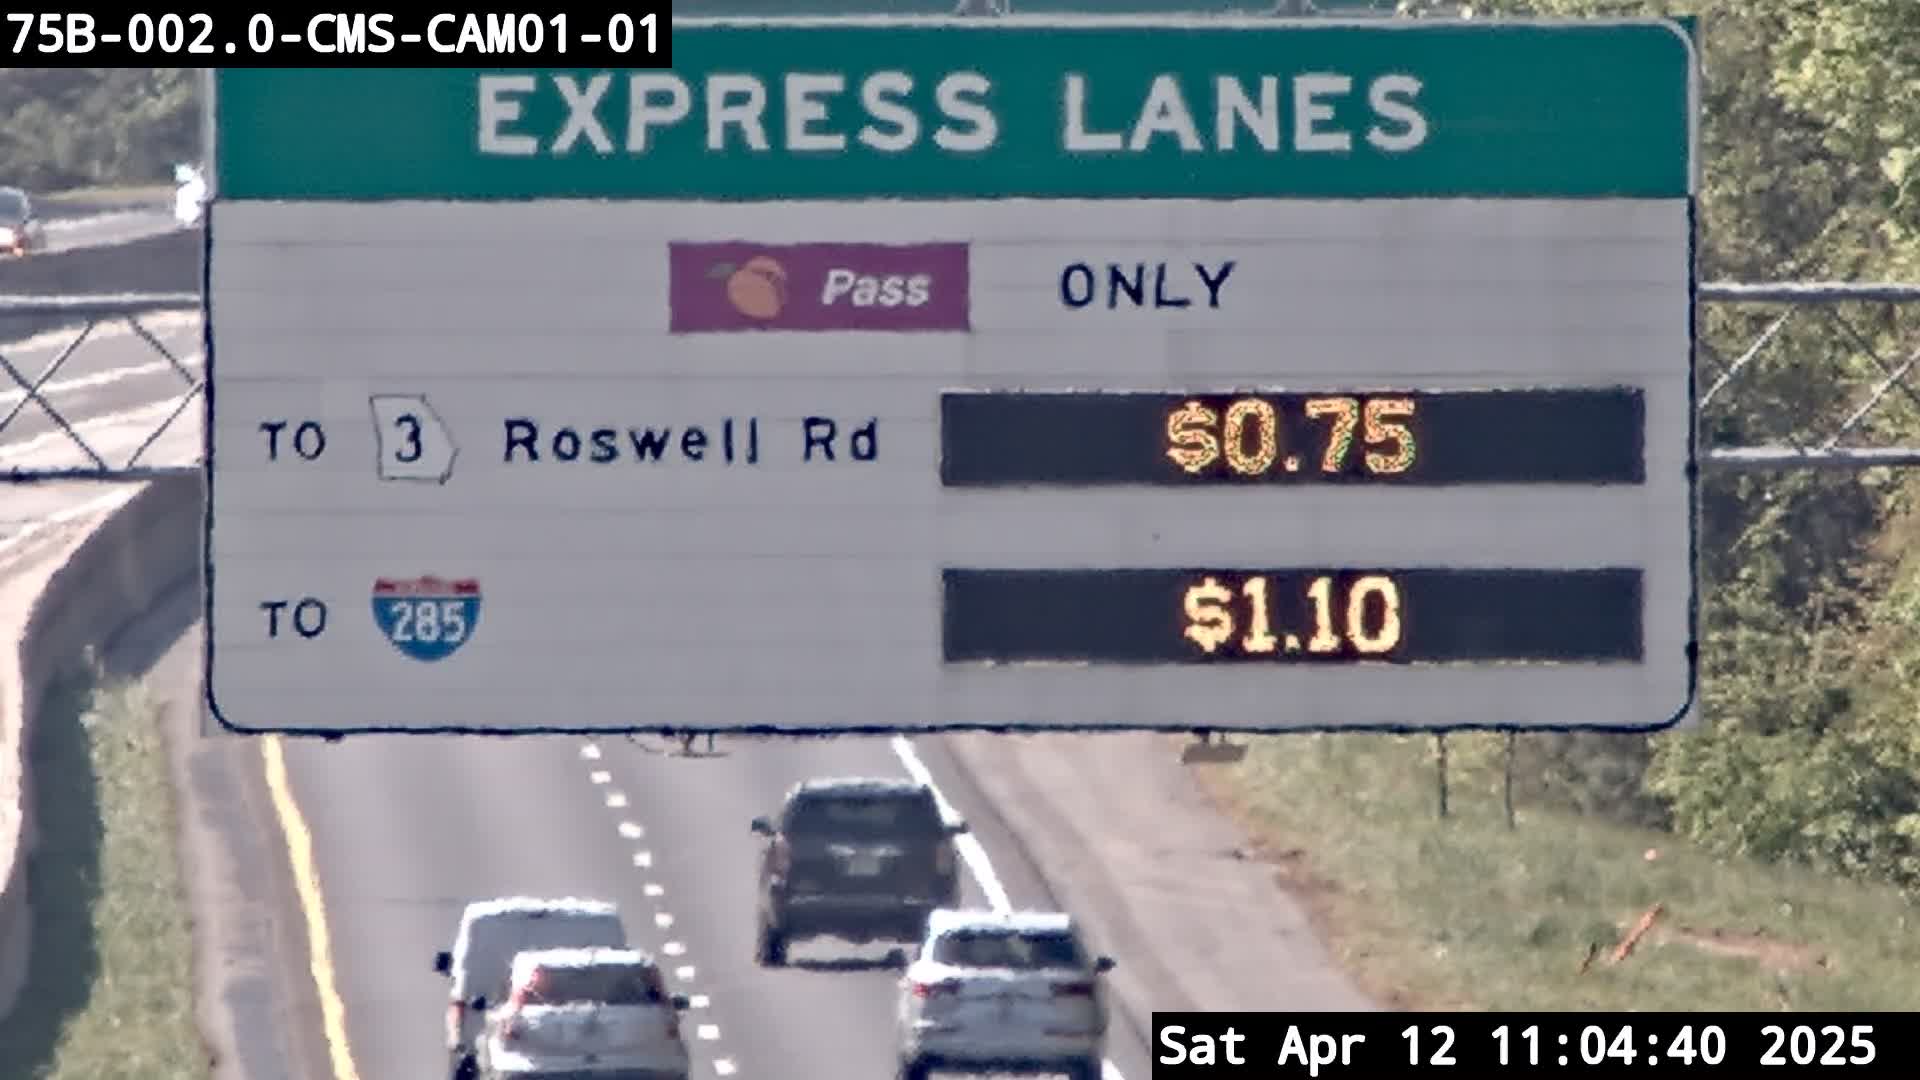 75B-002.0-CMS-CAM01-01
EXPRESS LANES
Pass ONLY
TO 3 Roswell Rd $0.75
TO 285 $1.10
Sat Apr 12 11:04:40 2025